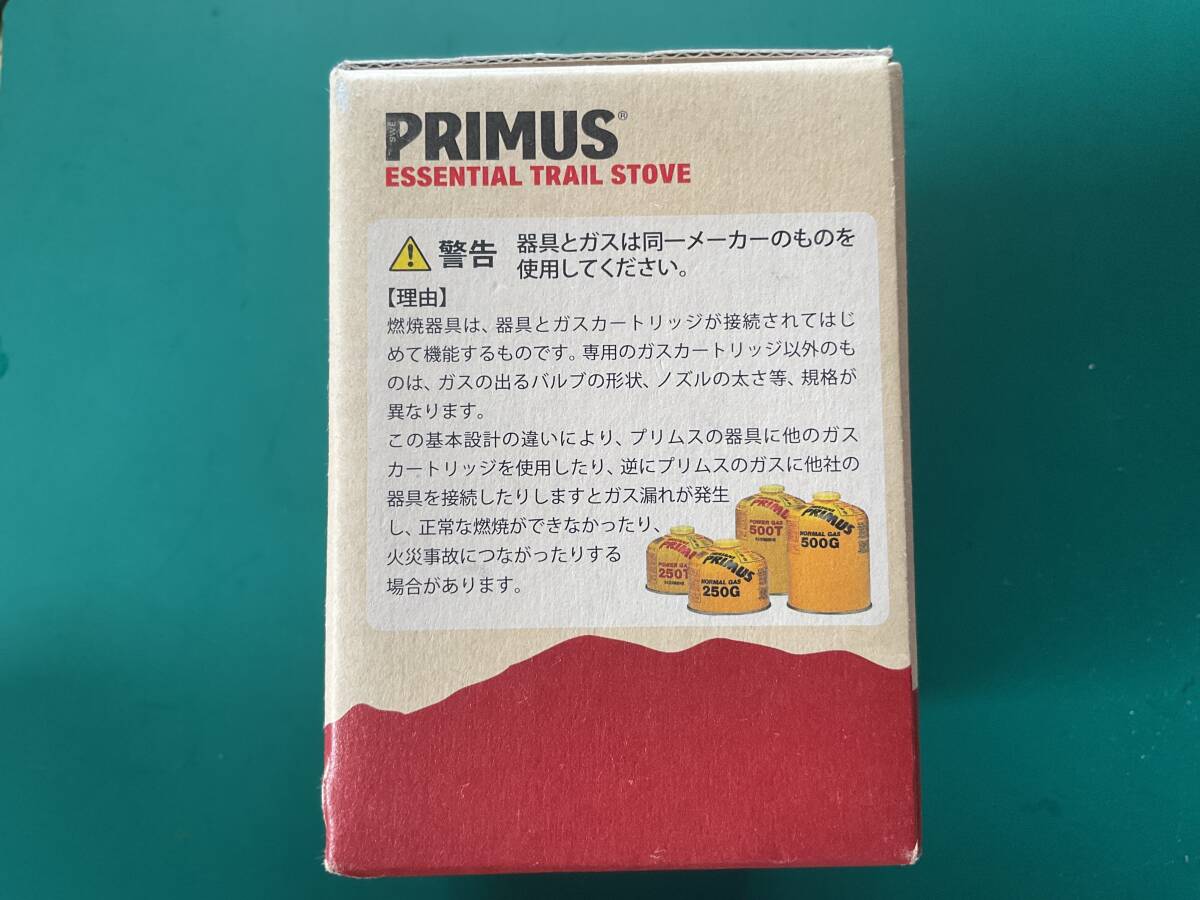 PRIMUS®
ESSENTIAL TRAIL STOVE
警告 器具とガスは同一メーカーのものを
使用してください。
【理由】
燃焼器具は、器具とガスカートリッジが接続されてはじ
めて機能するものです。専用のガスカートリッジ以外のも
のは、ガスの出るバルブの形状、ノズルの太さ等、規格が
異なります。
この基本設計の違いにより、プリムスの器具に他のガス
カートリッジを使用したり、逆にプリムスのガスに他社の
器具を接続したりしますとガス漏れが発生
し、正常な燃焼ができなかったり、
火災事故につながったりする
場合があります。
POWER GAS
500T
PRIMUS
NORMAL GAS
500G
POWER GAS
250T
PRIMUS
NORMAL GAS
250G